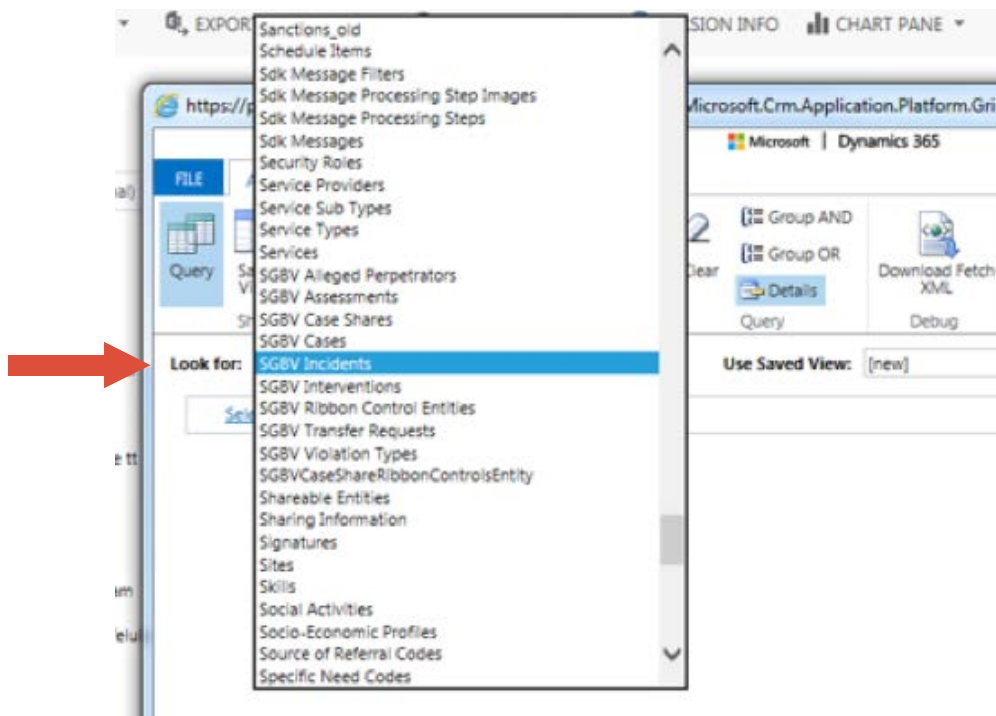 EXPOR
SION INFO
CHART PANE
Sanctions_old
Schedule Items
Sdk Message Filters
Sdk Message Processing Step Images
Sdk Message Processing Steps
Sdk Messages
Security Roles
Service Providers
Service Sub Types
Service Types
Services
SGBV Alleged Perpetrators
SGBV Assessments
SGBV Case Shares
SGBV Cases
SGBV Incidents
SGBV Interventions
SGBV Ribbon Control Entities
SGBV Transfer Requests
SGBV Violation Types
SGBVCaseShareRibbonControlsEntity
Shareable Entities
Sharing Information
Signatures
Sites
Skills
Social Activities
Socio-Economic Profiles
Source of Referral Codes
Specific Need Codes
https://p
Microsoft.Crm.Application.Platform.Gri
Microsoft | Dynamics 365
FILE
Query
Group AND
Group OR
Details
Query
Download Fetch
XML
Debug
Look for:
Use Saved View: [new]